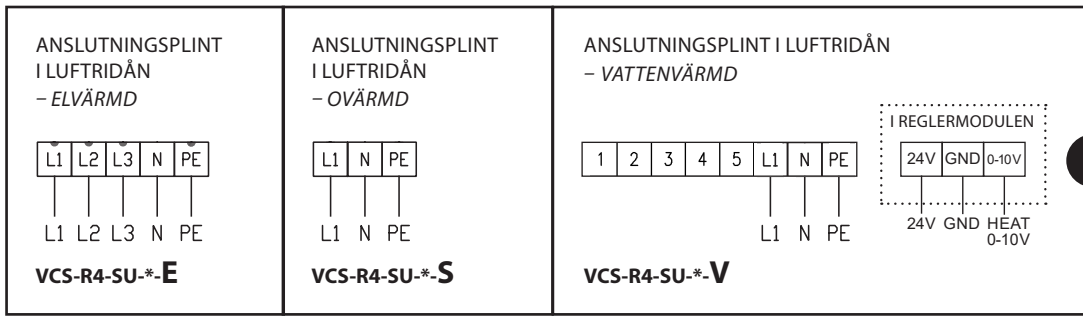 ANSLUTNINGSPLINT
I LUFTRIDÅN
– ELVÄRMD
L1 L2 L3 N PE
L1 L2 L3 N PE
VCS-R4-SU-*-E
ANSLUTNINGSPLINT
I LUFTRIDÅN
– OVÄRMD
L1 N PE
L1 N PE
VCS-R4-SU-*-S
ANSLUTNINGSPLINT I LUFTRIDÅN
– VATTENVÄRMD
1 2 3 4 5 L1 N PE
L1 N PE
VCS-R4-SU-*-V
I REGLERMODULEN
24V GND 0-10V
24V GND HEAT
0-10V